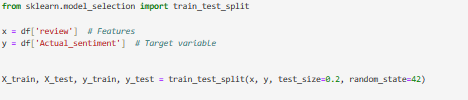 from sklearn.model_selection import train_test_split
x = df['review']  # Features
y = df['Actual_sentiment']  # Target variable
X_train, X_test, y_train, y_test = train_test_split(x, y, test_size=0.2, random_state=42)